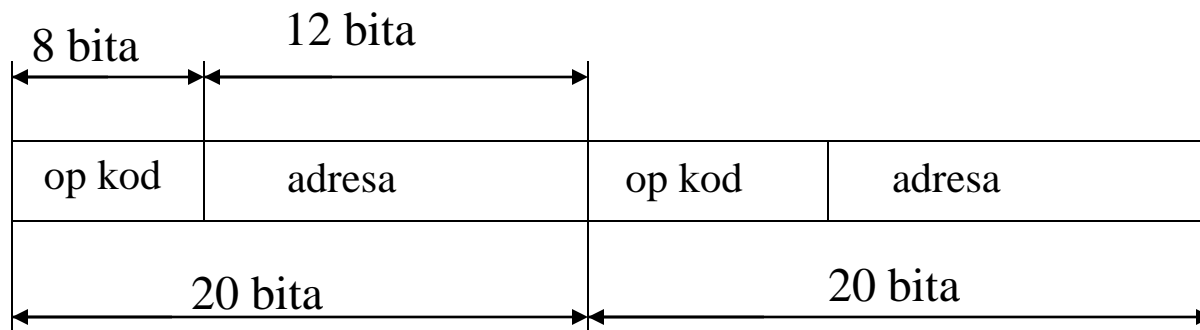 8 bita 12 bita
op kod adresa op kod adresa
20 bita 20 bita